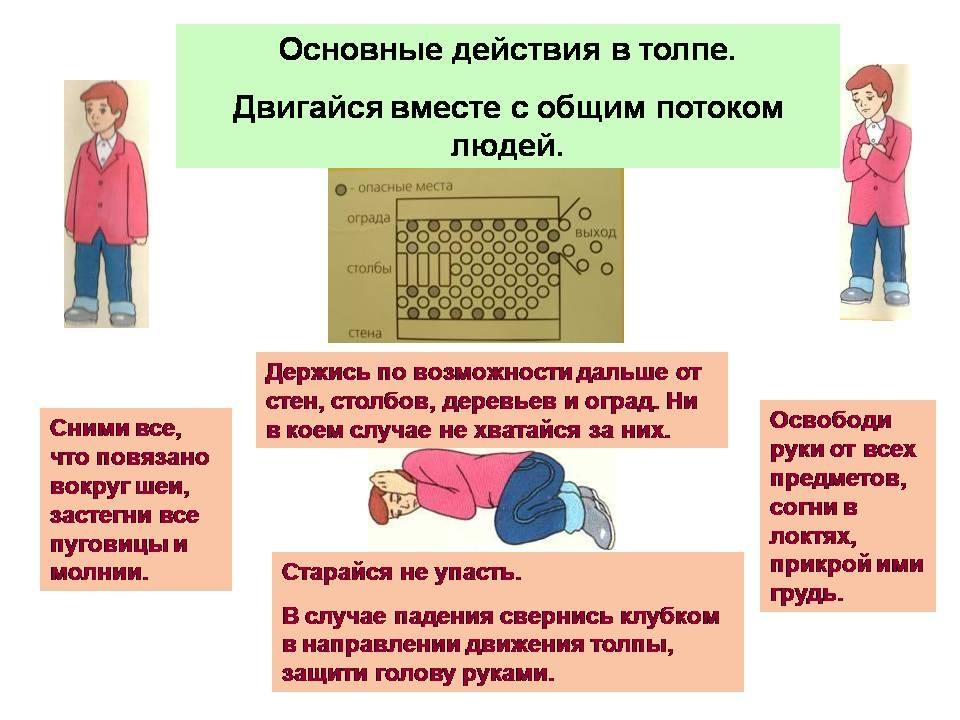 Основные действия в толпе.
Двигайся вместе с общим потоком
людей.
- опасные места
ограда
выход
столбы
стена
Держись по возможности дальше от
стен, столбов, деревьев и оград. Ни
в коем случае не хватайся за них.
Сними все,
что повязано
вокруг шеи,
застегни все
пуговицы и
молнии.
Освободи
руки от всех
предметов,
согни в
локтях,
прикрой ими
грудь.
Старайся не упасть.
В случае падения свернись клубком
в направлении движения толпы,
защити голову руками.